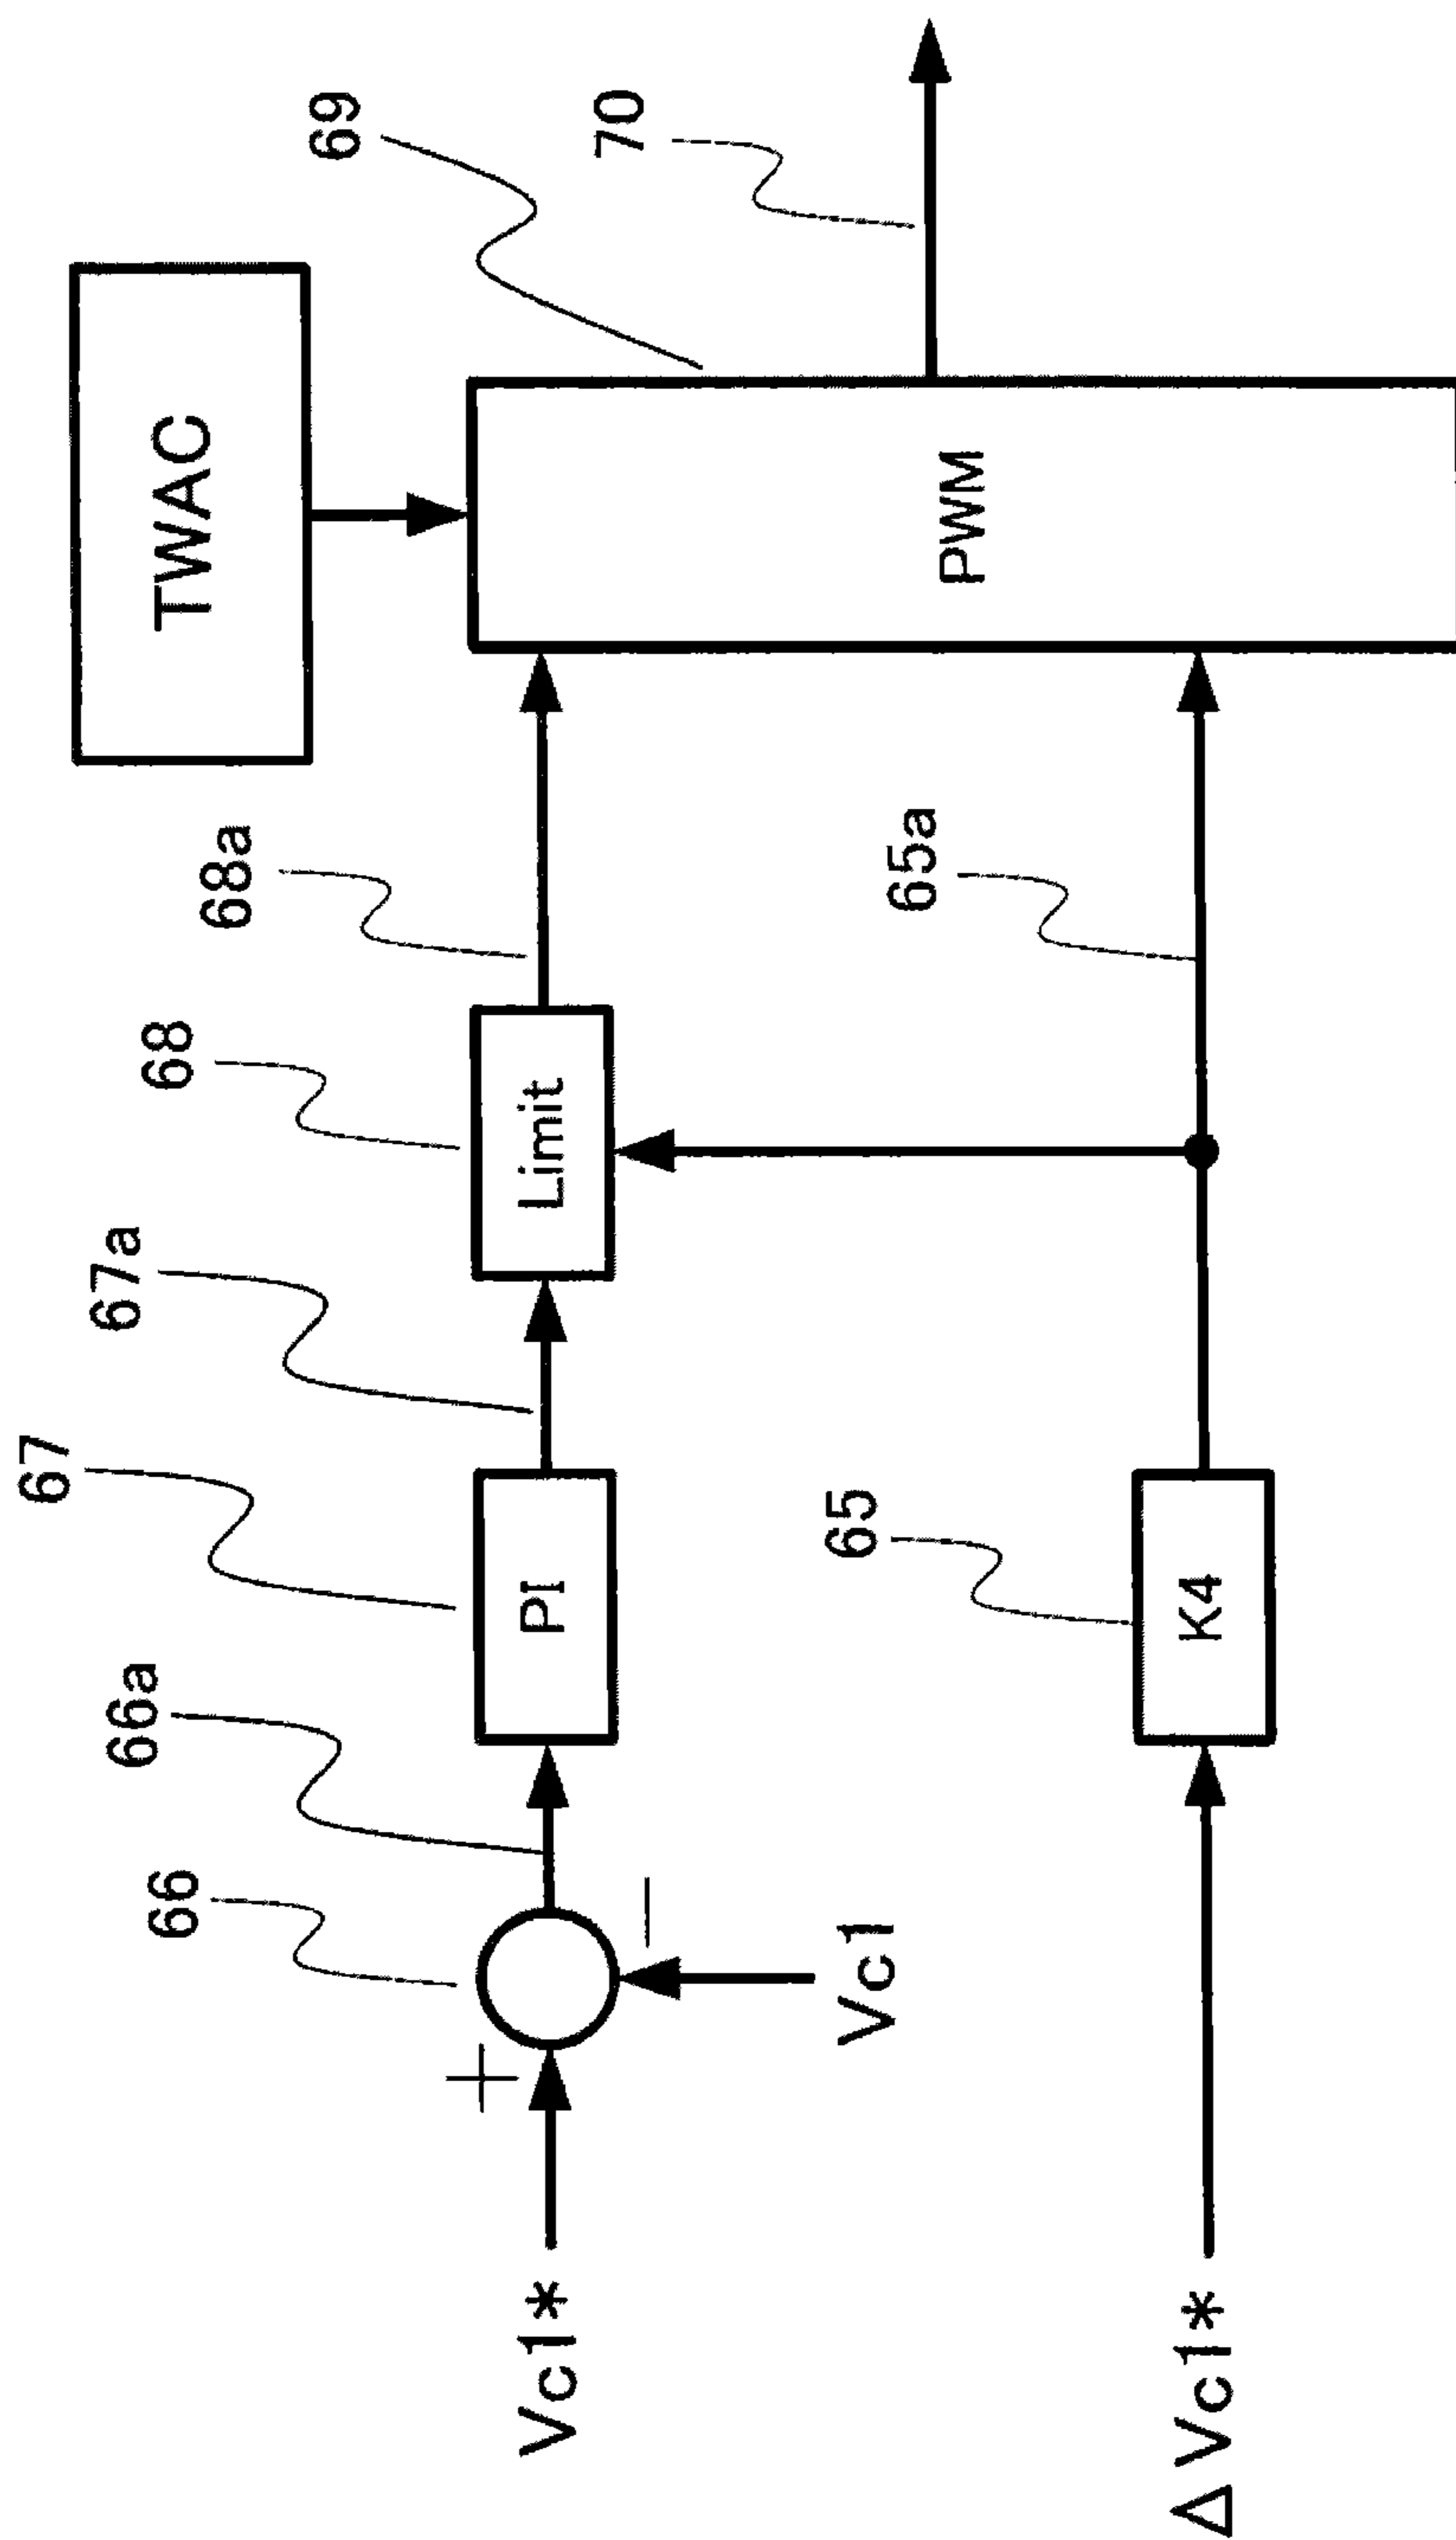 TWAC
69
70
PWM
68a
68
Limit
67a
67
PI
66a
66
+
−
Vc1*
Vc1
65a
65
K4
ΔVc1*